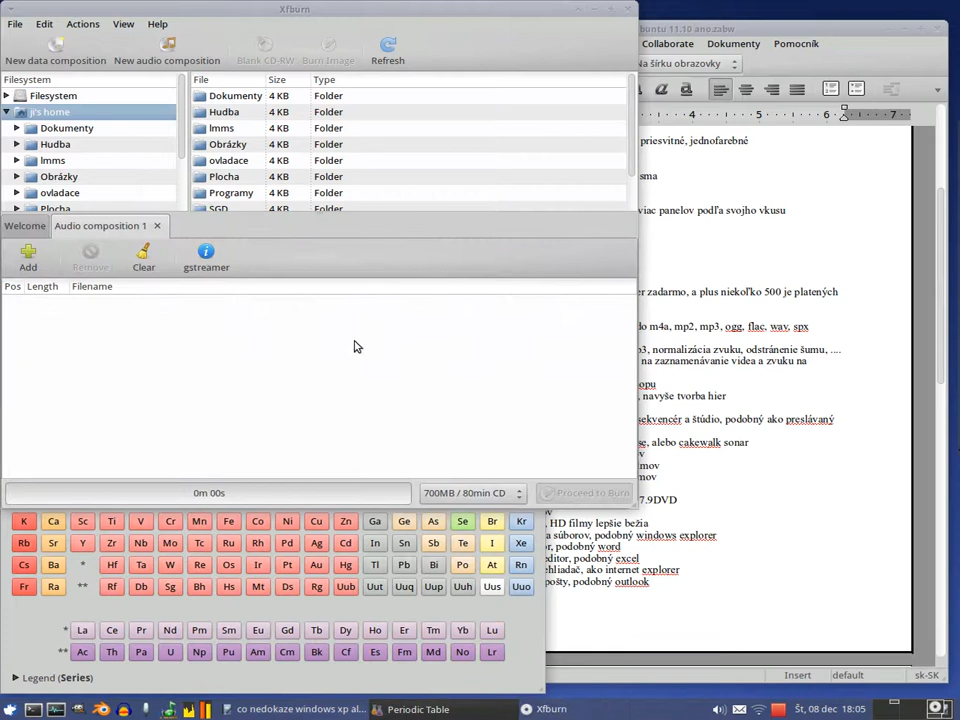 Xfburn
File Edit Actions View Help
New data composition New audio composition Blank CD-RW Burn Image Refresh
Filesystem
Filesystem
ji's home
Dokumenty
Hudba
lmms
Obrázky
ovladace
Plocha
File Size Type
Dokumenty 4 KB Folder
Hudba 4 KB Folder
lmms 4 KB Folder
Obrázky 4 KB Folder
ovladace 4 KB Folder
Plocha 4 KB Folder
Programy 4 KB Folder
SGD 4 KB Folder
Welcome Audio composition 1
Add Remove Clear gstreamer
Pos Length Filename
0m 00s 700MB / 80min CD Proceed to Burn
K Ca Sc Ti V Cr Mn Fe Co Ni Cu Zn Ga Ge As Se Br Kr
Rb Sr Y Zr Nb Mo Tc Ru Rh Pd Ag Cd In Sn Sb Te I Xe
Cs Ba * Hf Ta W Re Os Ir Pt Au Hg Tl Pb Bi Po At Rn
Fr Ra ** Rf Db Sg Bh Hs Mt Ds Rg Uub Uut Uuq Uup Uuh Uus Uuo
* La Ce Pr Nd Pm Sm Eu Gd Tb Dy Ho Er Tm Yb Lu
** Ac Th Pa U Np Pu Am Cm Bk Cf Es Fm Md No Lr
Legend (Series)
buntu 11.10 ano.zabw
Collaborate Dokumenty Pomocník
Na šírku obrazovky
4 5 6 7
priesvitné, jednofarebné
sma
viac panelov podľa svojho vkusu
er zadarmo, a plus niekoľko 500 je platených
do m4a, mp2, mp3, ogg, flac, wav, spx
p3, normalizácia zvuku, odstránenie šumu, ....
na zaznamenávanie videa a zvuku na
opu
, navyše tvorba hier
sekvencér a štúdio, podobný ako preslávaný
se, alebo cakewalk sonar
ov
mov
mov
7.9DVD
, HD filmy lepšie bežia
a súborov, podobný windows explorer
or, podobný word
editor, podobný excel
ehliadač, ako internet explorer
pošty, podobný outlook
Insert default sk-SK
co nedokaze windows xp al... Periodic Table Xfburn Št, 08 dec 18:05